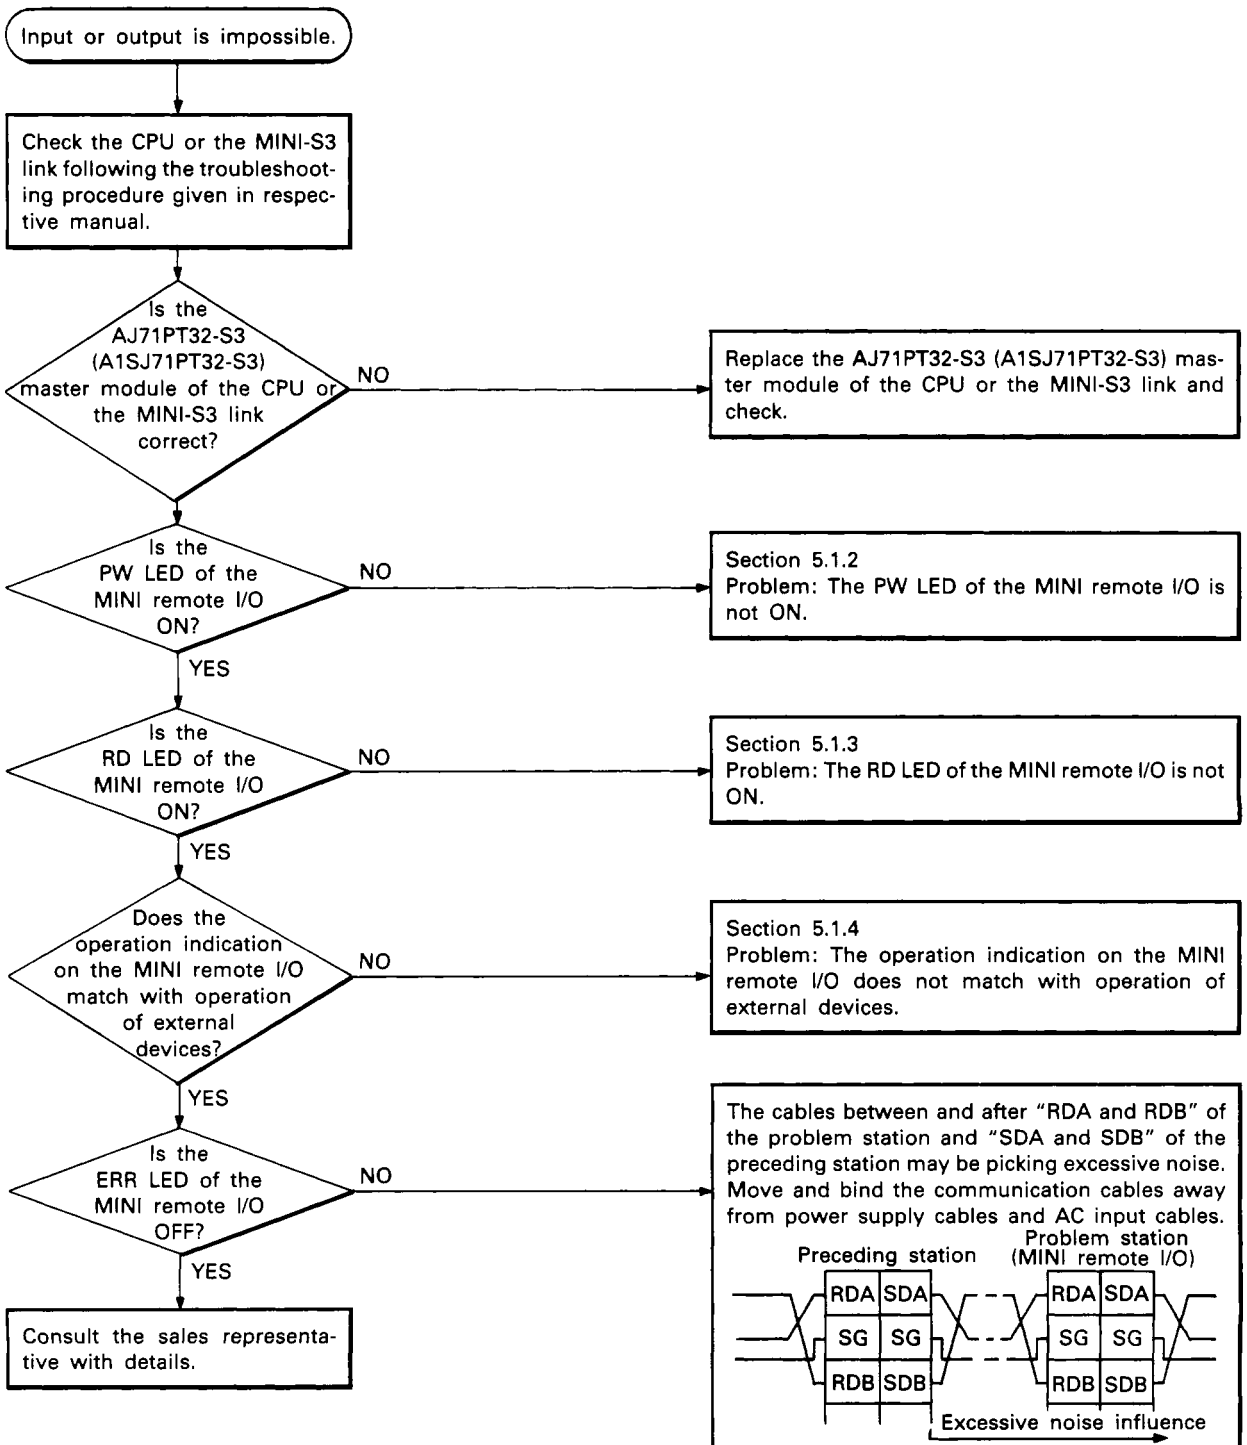 Input or output is impossible.
Check the CPU or the MINI-S3
link following the troubleshoot-
ing procedure given in respec-
tive manual.
Is the
AJ71PT32-S3
(A1SJ71PT32-S3)
master module of the CPU or
the MINI-S3 link
correct?
NO
Replace the AJ71PT32-S3 (A1SJ71PT32-S3) mas-
ter module of the CPU or the MINI-S3 link and
check.
Is the
PW LED of the
MINI remote I/O
ON?
NO
Section 5.1.2
Problem: The PW LED of the MINI remote I/O is
not ON.
YES
Is the
RD LED of the
MINI remote I/O
ON?
NO
Section 5.1.3
Problem: The RD LED of the MINI remote I/O is not
ON.
YES
Does the
operation indication
on the MINI remote I/O
match with operation
of external
devices?
NO
Section 5.1.4
Problem: The operation indication on the MINI
remote I/O does not match with operation of
external devices.
YES
Is the
ERR LED of the
MINI remote I/O
OFF?
NO
The cables between and after “RDA and RDB” of
the problem station and “SDA and SDB” of the
preceding station may be picking excessive noise.
Move and bind the communication cables away
from power supply cables and AC input cables.
Preceding station
Problem station
(MINI remote I/O)
RDA SDA RDA SDA
SG SG SG SG
RDB SDB RDB SDB
Excessive noise influence
YES
Consult the sales representa-
tive with details.